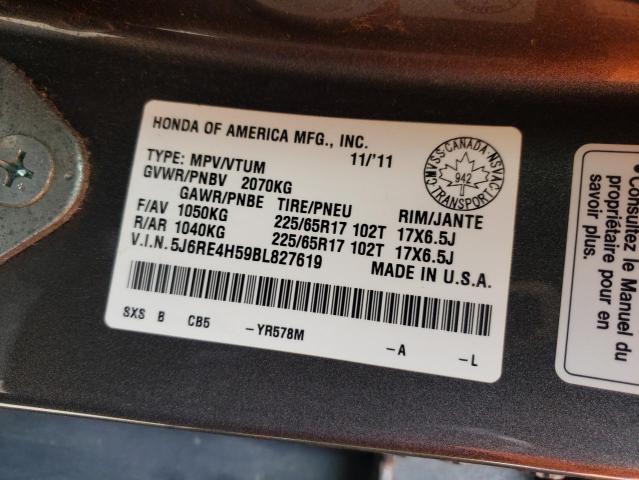 HONDA OF AMERICA MFG., INC.
11/'11
TYPE: MPV/VTUM
GVWR/PNBV 2070KG
GAWR/PNBE TIRE/PNEU RIM/JANTE
F/AV 1050KG 225/65R17 102T 17X6.5J
R/AR 1040KG 225/65R17 102T 17X6.5J
V.I.N. 5J6RE4H59BL827619 MADE IN U.S.A.
SXS B CB5 -YR578M -A -L
CMVSS-CANADA-NSVAC
942
TRANSPORT
• Consultez le Manuel du
propriétaire pour en
savoir plus.